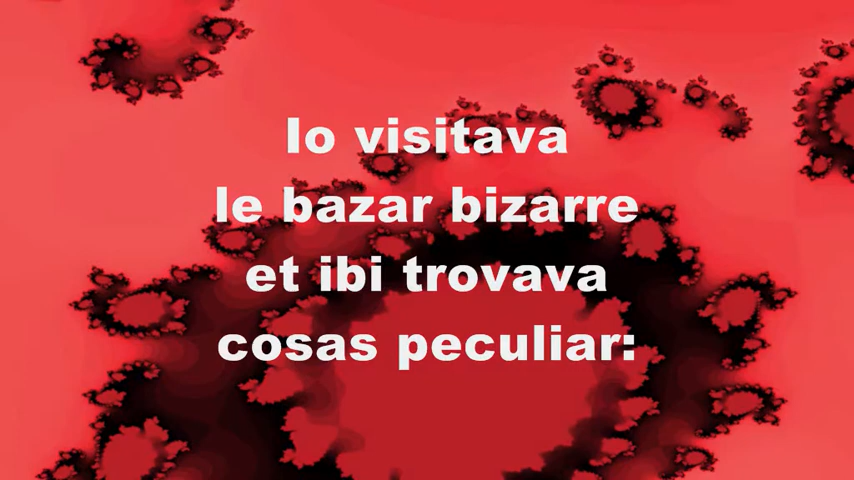 Io visitava
le bazar bizarre
et ibi trovava
cosas peculiar: